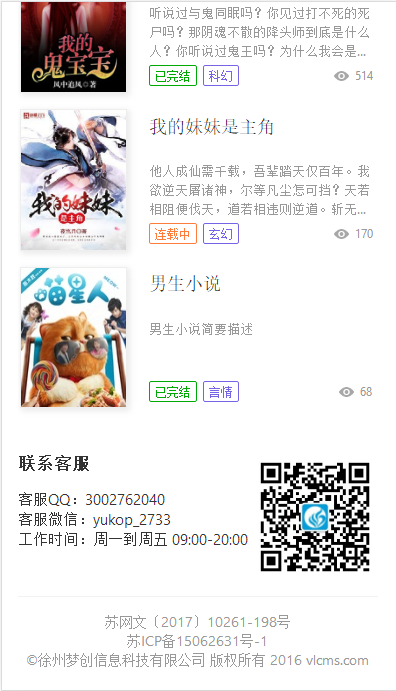 听说过与鬼同眠吗？你见过打不死的死
尸吗？那阴魂不散的降头师到底是什么
人？你听说过鬼王吗？为什么我会是...
我的
鬼宝宝
风中追风◇著
已完结 科幻 514
我的妹妹是主角
他人成仙需千载，吾辈蹈天仅百年。我
欲逆天屠诸神，尔等凡尘怎可挡？天若
相阻便伐天，道若相违则逆道。斩无...
我的妹妹
是主角
连载中 玄幻 170
男生小说
喵星人
男生小说简要描述
已完结 言情 68
联系客服
客服QQ：3002762040
客服微信：yukop_2733
工作时间：周一到周五 09:00-20:00
苏网文〔2017〕10261-198号
苏ICP备15062631号-1
©徐州梦创信息科技有限公司 版权所有 2016 vlcms.com